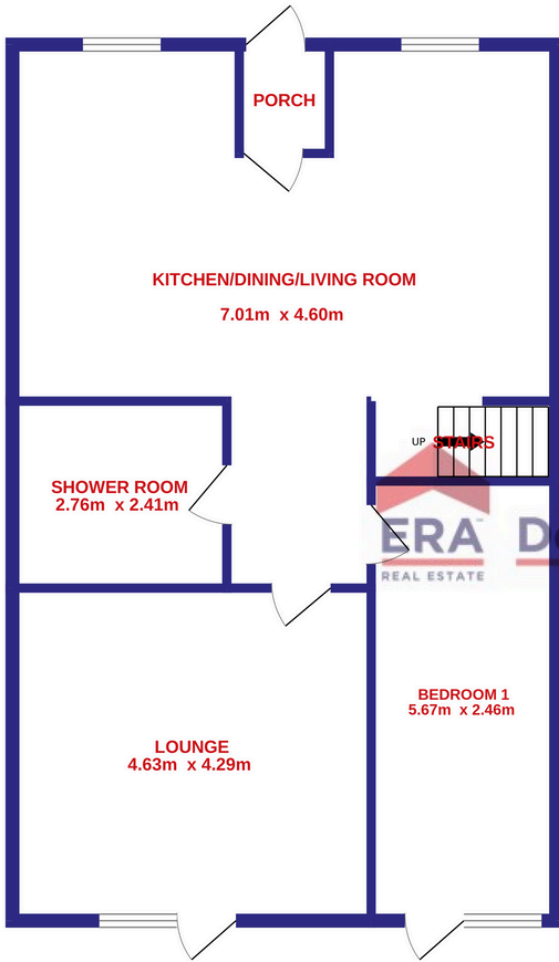 PORCH
KITCHEN/DINING/LIVING ROOM
7.01m x 4.60m
UP STAIRS
SHOWER ROOM
2.76m x 2.41m
ERA™
REAL ESTATE
BEDROOM 1
5.67m x 2.46m
LOUNGE
4.63m x 4.29m